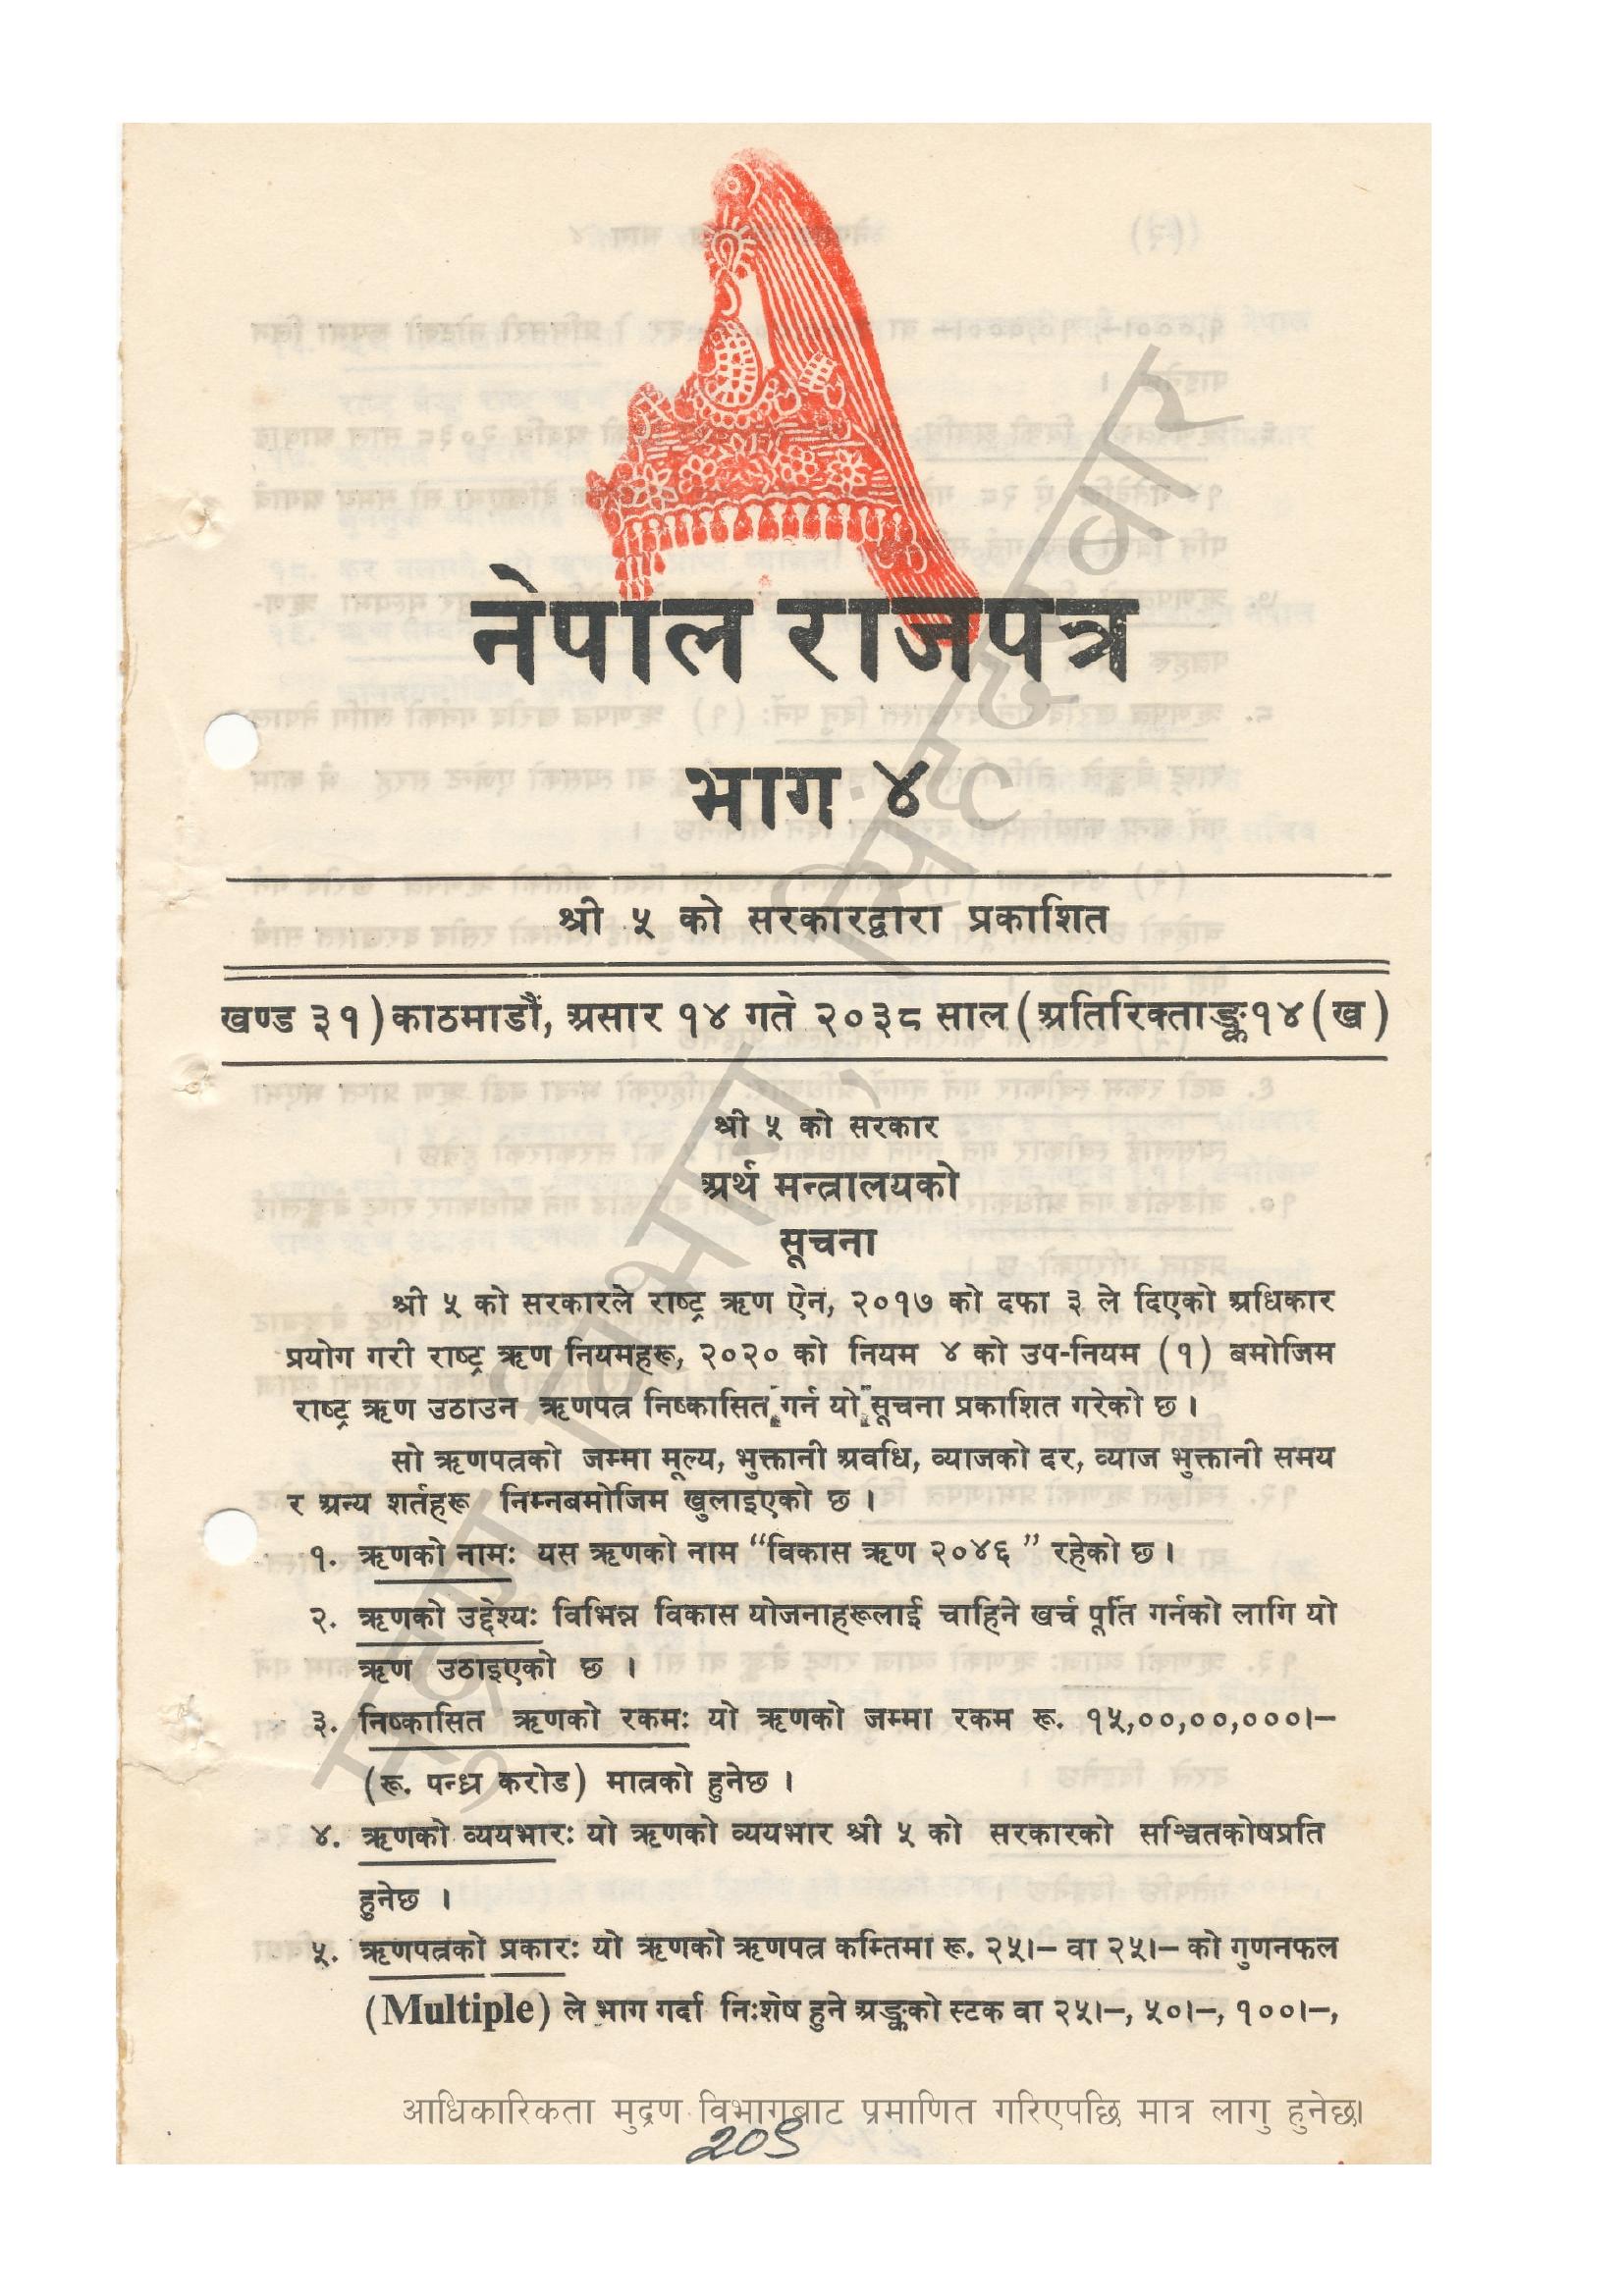 नेपाल राजपत्र
भाग ४
श्री ५ को सरकारद्वारा प्रकाशित
खण्ड ३१) काठमाडौं, असार १४ गते २०३८ साल (अतिरिक्ताङ्क १४ (ख)
श्री ५ को सरकार
अर्थ मन्त्रालयको
सूचना
श्री ५ को सरकारले राष्ट्र ऋण ऐन, २०१७ को दफा ३ ले दिएको अधिकार
प्रयोग गरी राष्ट्र ऋण नियमहरू, २०२० को नियम ४ को उप-नियम (१) बमोजिम
राष्ट्र ऋण उठाउन ऋणपत्र निष्कासित गर्न यो सूचना प्रकाशित गरेको छ ।
सो ऋणपत्रको जम्मा मूल्य, भुक्तानी अवधि, व्याजको दर, व्याज भुक्तानी समय
र अन्य शर्तहरू निम्नबमोजिम खुलाइएको छ ।
१. ऋणको नामः यस ऋणको नाम “विकास ऋण २०४६ ” रहेको छ ।
२. ऋणको उद्देश्यः विभिन्न विकास योजनाहरूलाई चाहिने खर्च पूर्ति गर्नको लागि यो
ऋण उठाइएको छ ।
३. निष्कासित ऋणको रकमः यो ऋणको जम्मा रकम रू. १५,००,००,०००।–
(रू. पन्ध्र करोड) मात्रको हुनेछ ।
४. ऋणको व्ययभारः यो ऋणको व्ययभार श्री ५ को सरकारको सञ्चितकोषप्रति
हुनेछ ।
५. ऋणपत्रको प्रकारः यो ऋणको ऋणपत्र कम्तिमा रू. २५।– वा २५।– को गुणनफल
(Multiple) ले भाग गर्दा निःशेष हुने अङ्कको स्टक वा २५।–, ५०।–, १००।–,
मुद्रण विभाग, सिंहदरबार
आधिकारिकता मुद्रण विभागबाट प्रमाणित गरिएपछि मात्र लागु हुनेछ।